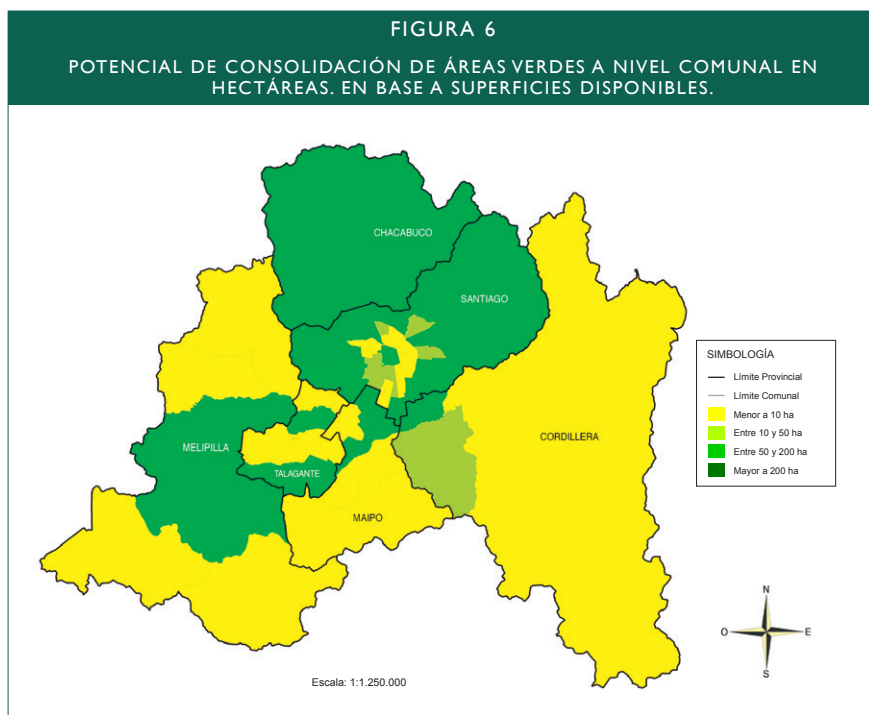 FIGURA 6
POTENCIAL DE CONSOLIDACIÓN DE ÁREAS VERDES A NIVEL COMUNAL EN
HECTÁREAS. EN BASE A SUPERFICIES DISPONIBLES.
CHACABUCO
SANTIAGO
MELIPILLA
TALAGANTE
MAIPO
CORDILLERA
SIMBOLOGÍA
Límite Provincial
Límite Comunal
Menor a 10 ha
Entre 10 y 50 ha
Entre 50 y 200 ha
Mayor a 200 ha
N
O
E
S
Escala: 1:1.250.000